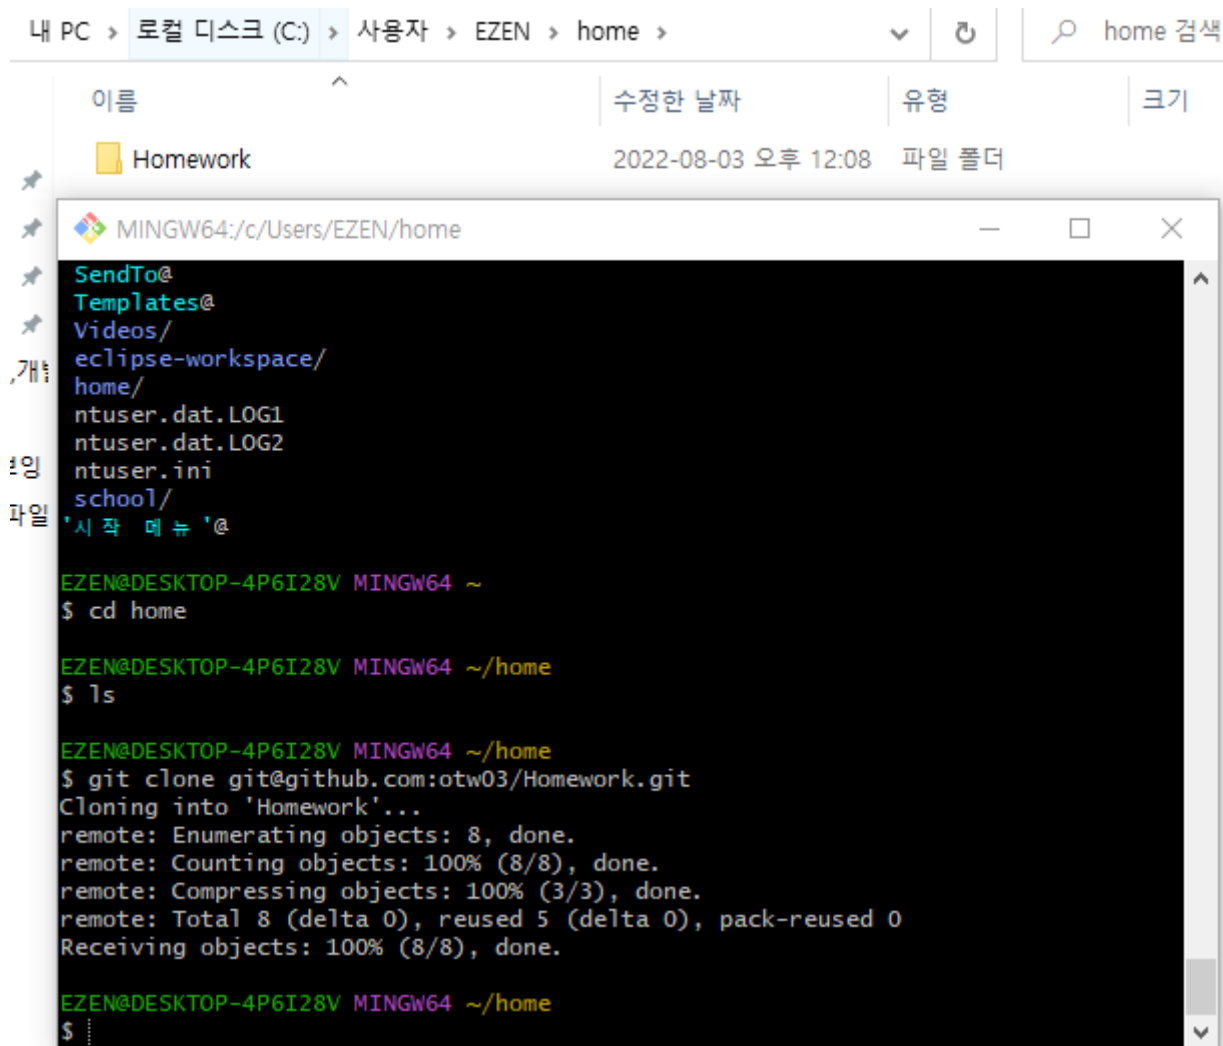 내 PC > 로컬 디스크 (C:) > 사용자 > EZEN > home >
home 검색
이름 수정한 날짜 유형 크기
Homework 2022-08-03 오후 12:08 파일 폴더
MINGW64:/c/Users/EZEN/home
SendTo@
Templates@
Videos/
eclipse-workspace/
home/
ntuser.dat.LOG1
ntuser.dat.LOG2
ntuser.ini
school/
'시작 메뉴'@
파일
EZEN@DESKTOP-4P6I28V MINGW64 ~
$ cd home
EZEN@DESKTOP-4P6I28V MINGW64 ~/home
$ ls
EZEN@DESKTOP-4P6I28V MINGW64 ~/home
$ git clone git@github.com:otw03/Homework.git
Cloning into 'Homework'...
remote: Enumerating objects: 8, done.
remote: Counting objects: 100% (8/8), done.
remote: Compressing objects: 100% (3/3), done.
remote: Total 8 (delta 0), reused 5 (delta 0), pack-reused 0
Receiving objects: 100% (8/8), done.
EZEN@DESKTOP-4P6I28V MINGW64 ~/home
$